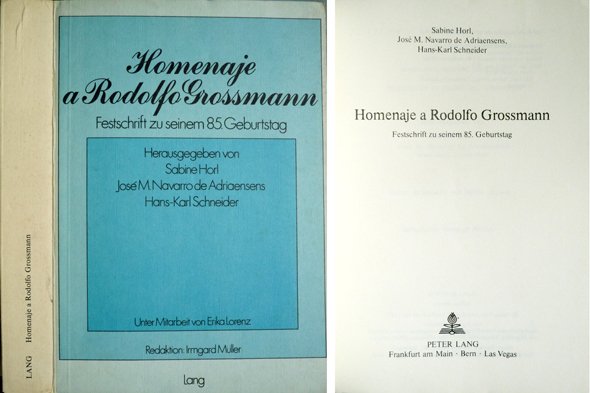 LANG Homenaje a Rodolfo Grossmann
Homenaje
a Rodolfo Grossmann
Festschrift zu seinem 85. Geburtstag
Herausgegeben von
Sabine Horl
José M. Navarro de Adriaensens
Hans-Karl Schneider
Unter Mitarbeit von Erika Lorenz
Redaktion: Irmgard Müller
Lang
Sabine Horl,
José M. Navarro de Adriaensens,
Hans-Karl Schneider
Homenaje a Rodolfo Grossmann
Festschrift zu seinem 85. Geburtstag
PETER LANG
Frankfurt am Main · Bern · Las Vegas